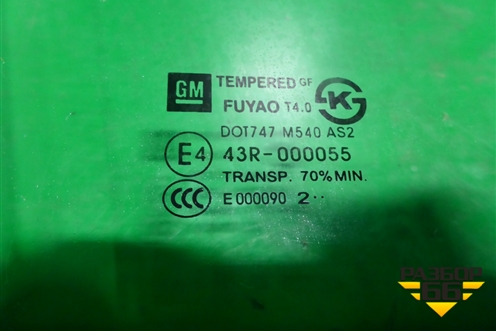 GM TEMPERED GF
FUYAO T4.0 K
DOT747 M540 AS2
E4 43R-000055
TRANSP. 70% MIN.
CCC E000090 2··
РАЗБОР
66